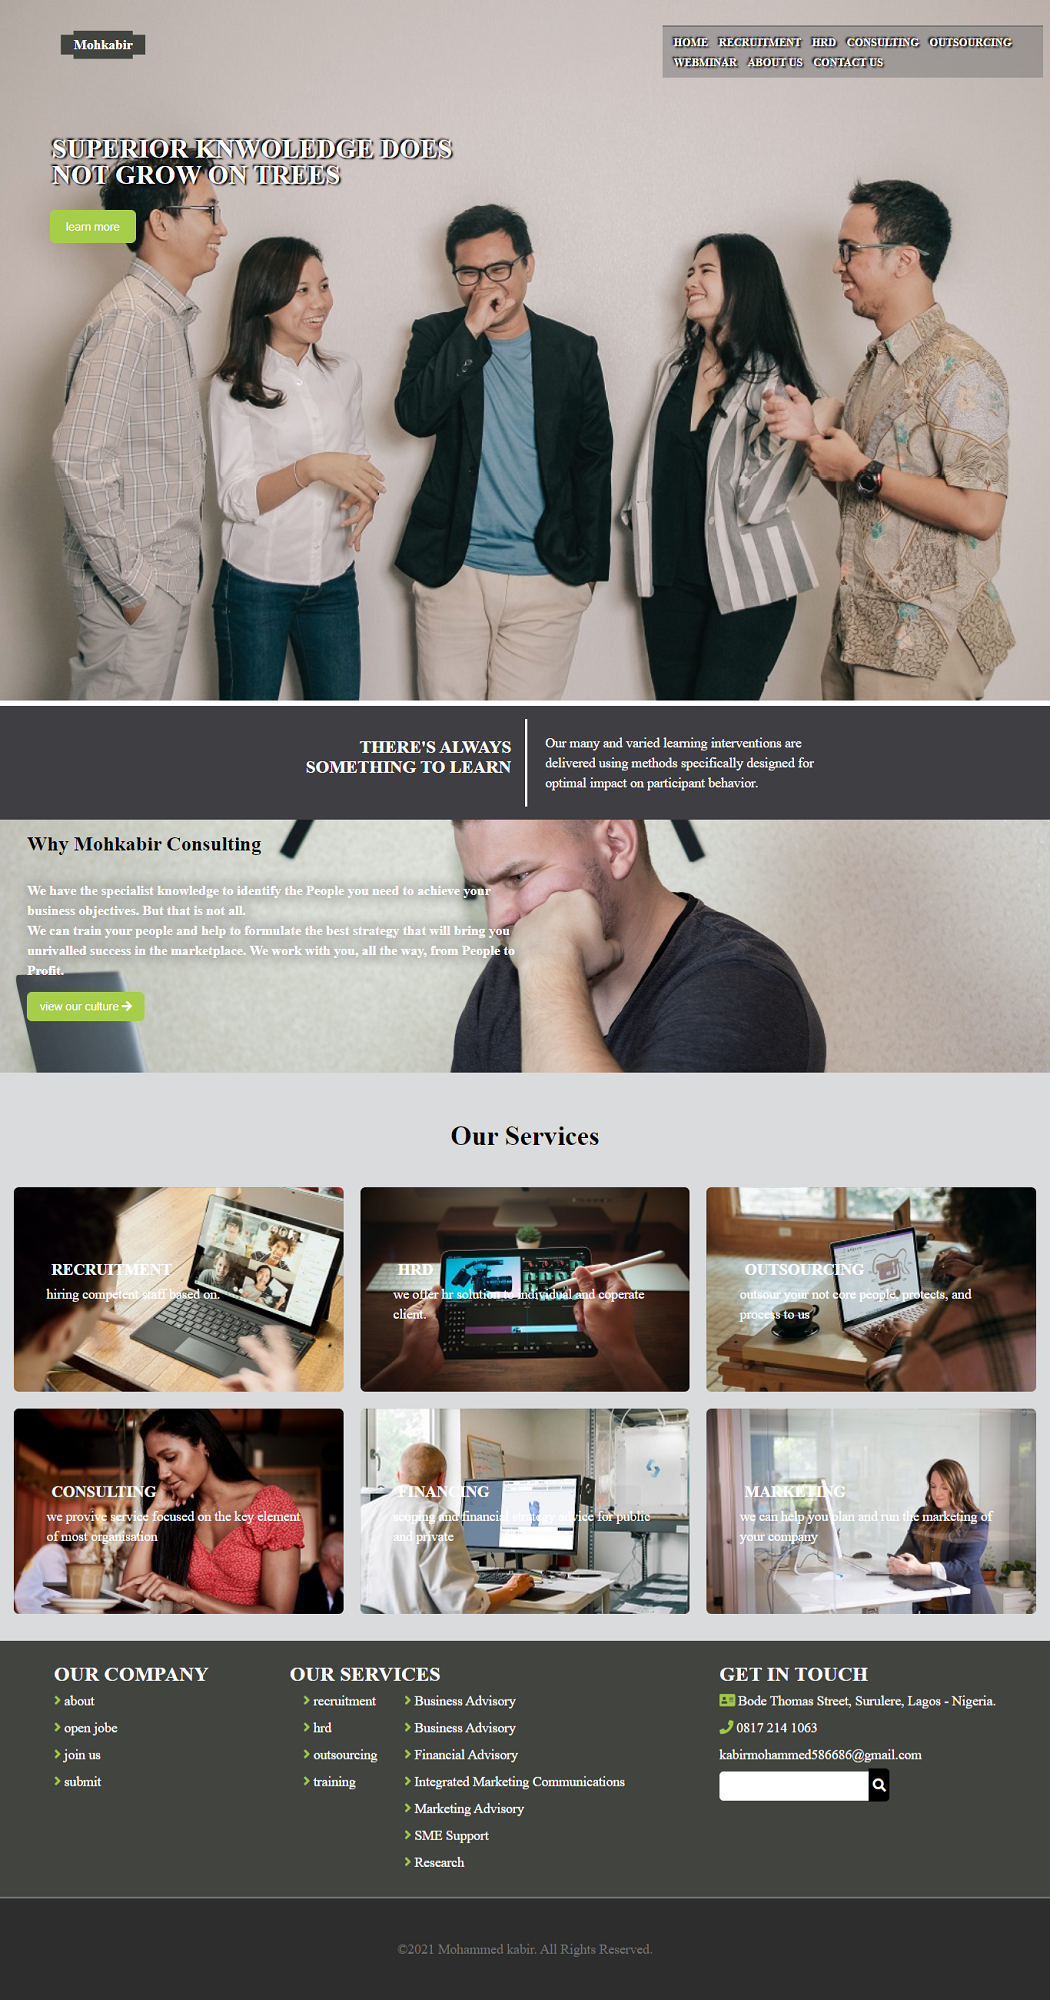 Mohkabir
HOME RECRUITMENT HRD CONSULTING OUTSOURCING
WEBMINAR ABOUT US CONTACT US
SUPERIOR KNWOLEDGE DOES
NOT GROW ON TREES
learn more
THERE'S ALWAYS
SOMETHING TO LEARN
Our many and varied learning interventions are
delivered using methods specifically designed for
optimal impact on participant behavior.
Why Mohkabir Consulting
We have the specialist knowledge to identify the People you need to achieve your
business objectives. But that is not all.
We can train your people and help to formulate the best strategy that will bring you
unrivalled success in the marketplace. We work with you, all the way, from People to
Profit.
view our culture
Our Services
RECRUITMENT
hiring competent staff based on.
HRD
we offer hr solution to individual and coperate
client.
OUTSOURCING
outsour your not core people, protects, and
process to us
CONSULTING
we provive service focused on the key element
of most organisation
FINANCING
scoping and financial strategy advice for public
and private
MARKETING
we can help you plan and run the marketing of
your company
OUR COMPANY
about
open jobe
join us
submit
OUR SERVICES
recruitment
hrd
outsourcing
training
Business Advisory
Business Advisory
Financial Advisory
Integrated Marketing Communications
Marketing Advisory
SME Support
Research
GET IN TOUCH
Bode Thomas Street, Surulere, Lagos - Nigeria.
0817 214 1063
kabirmohammed586686@gmail.com
©2021 Mohammed kabir. All Rights Reserved.